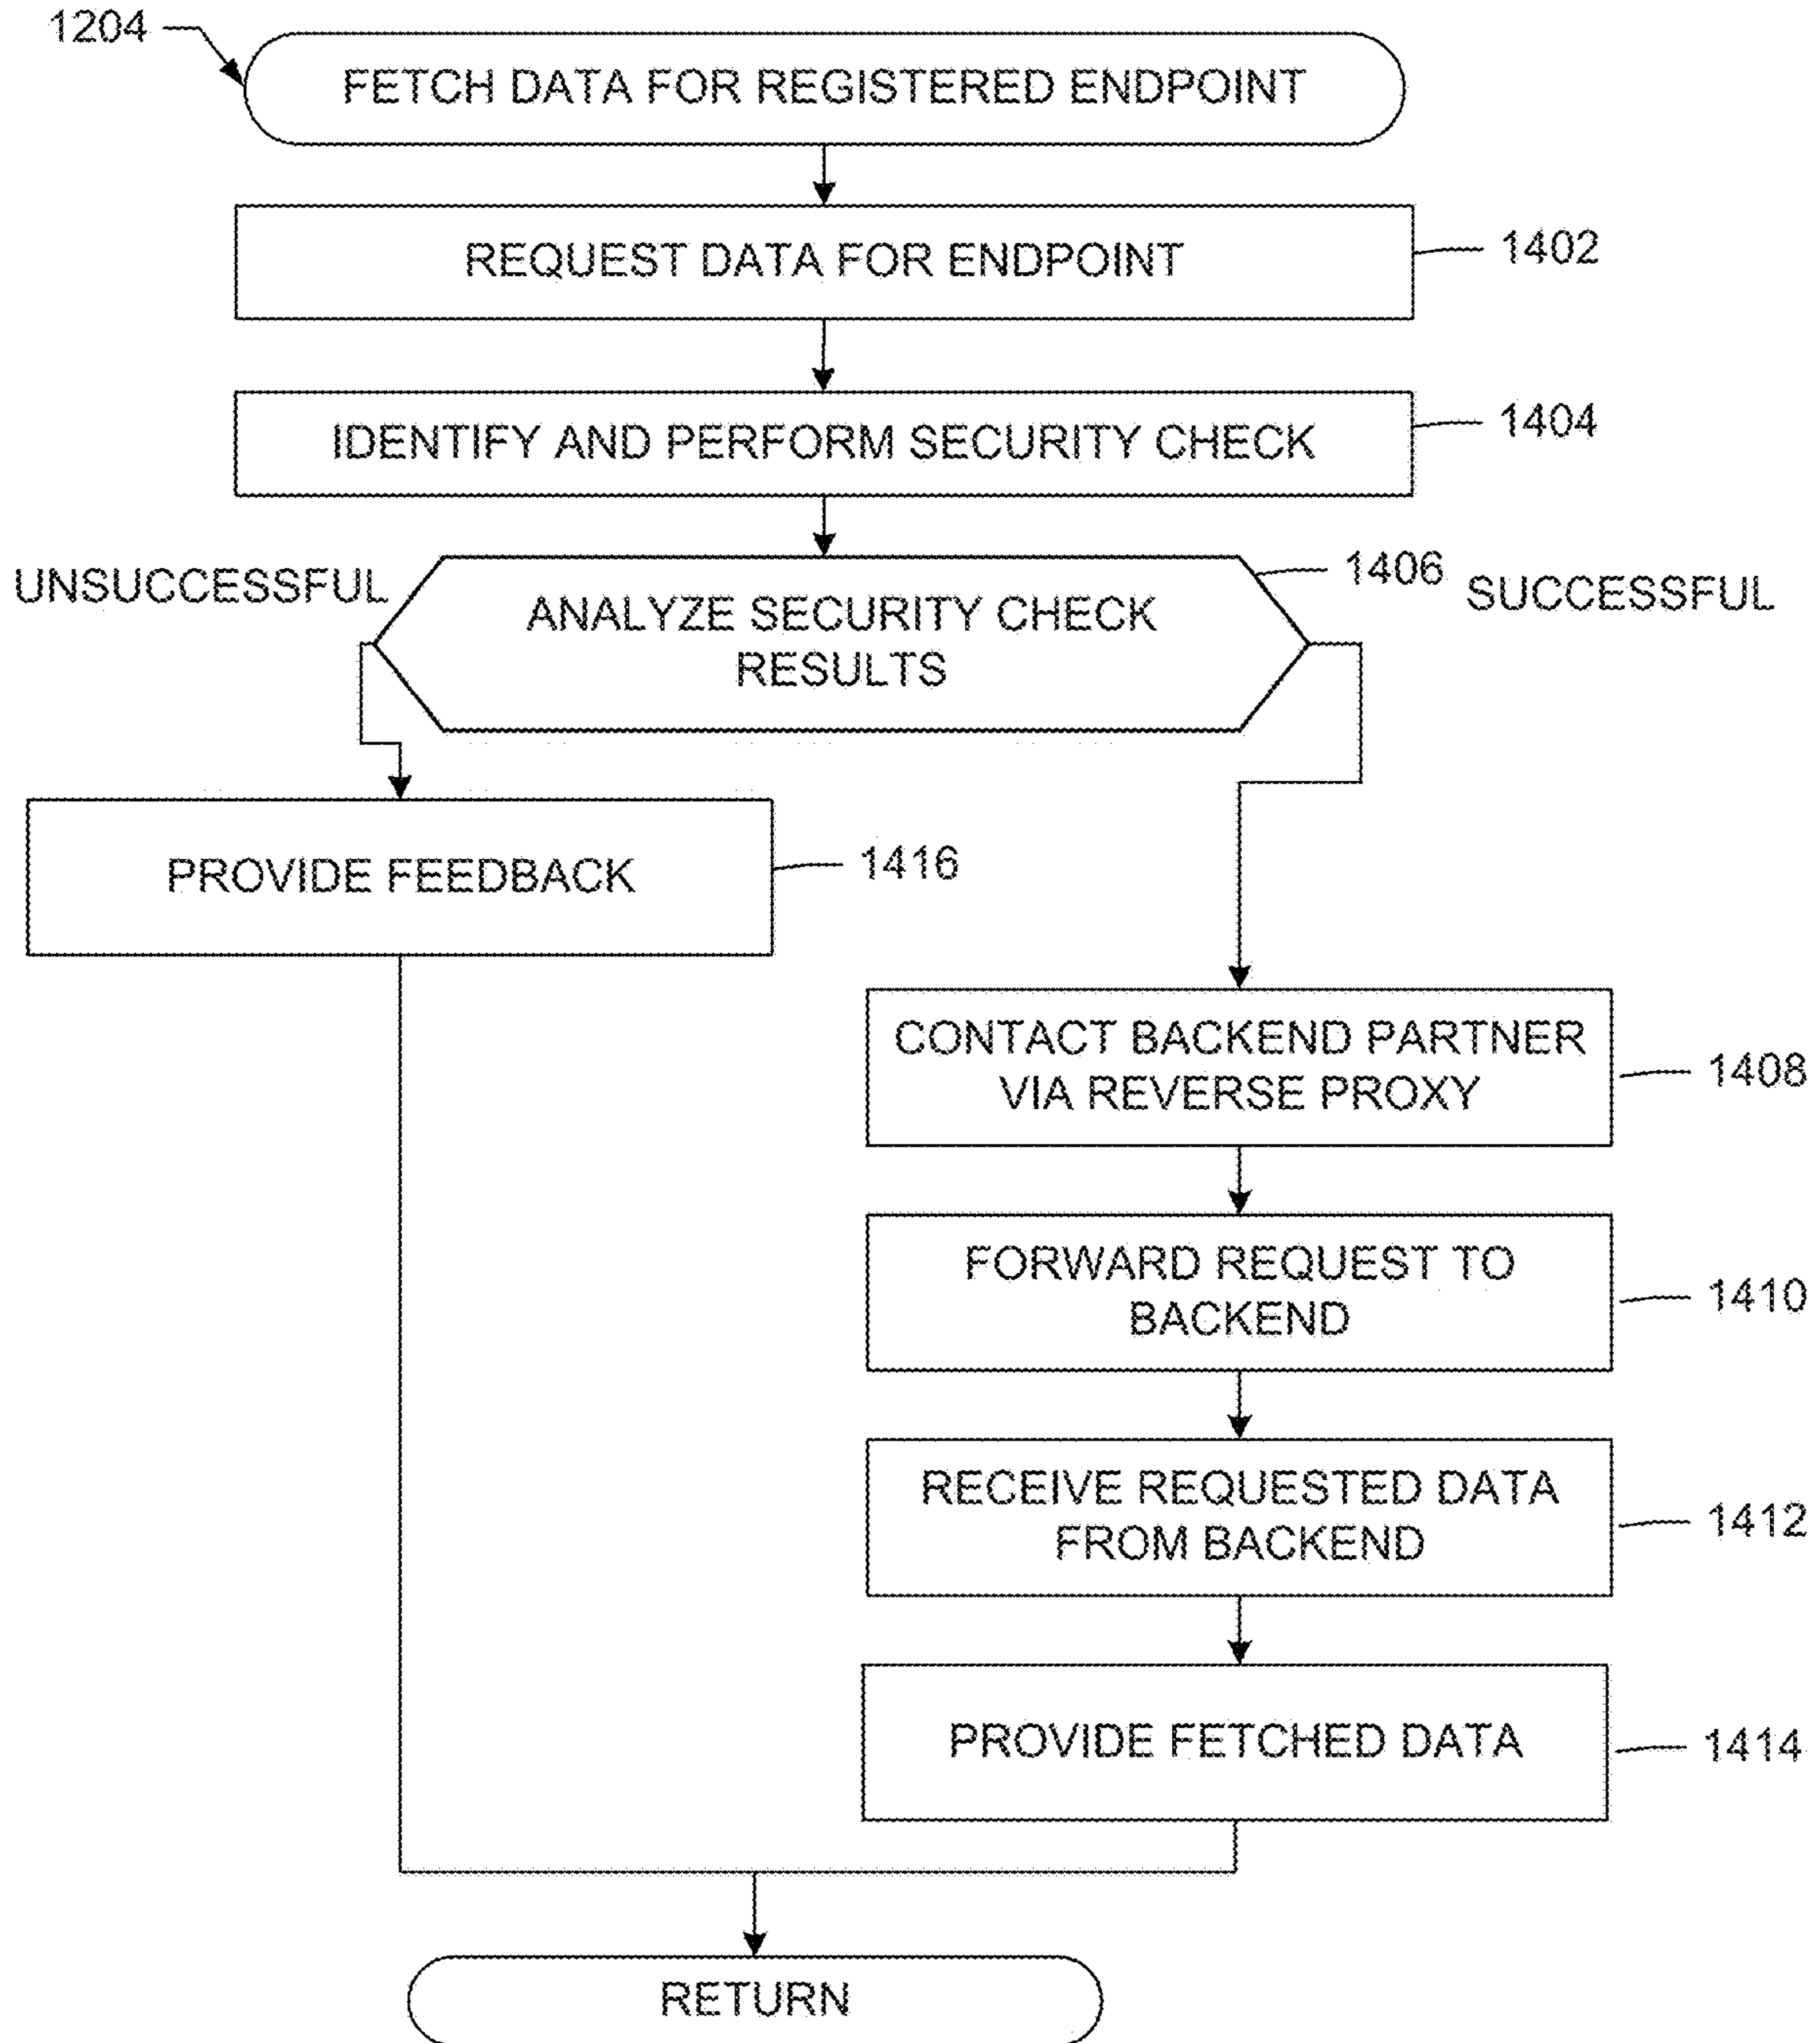 1204
FETCH DATA FOR REGISTERED ENDPOINT
REQUEST DATA FOR ENDPOINT
1402
IDENTIFY AND PERFORM SECURITY CHECK
1404
UNSUCCESSFUL
ANALYZE SECURITY CHECK
RESULTS
1406
SUCCESSFUL
PROVIDE FEEDBACK
1416
CONTACT BACKEND PARTNER
VIA REVERSE PROXY
1408
FORWARD REQUEST TO
BACKEND
1410
RECEIVE REQUESTED DATA
FROM BACKEND
1412
PROVIDE FETCHED DATA
1414
RETURN